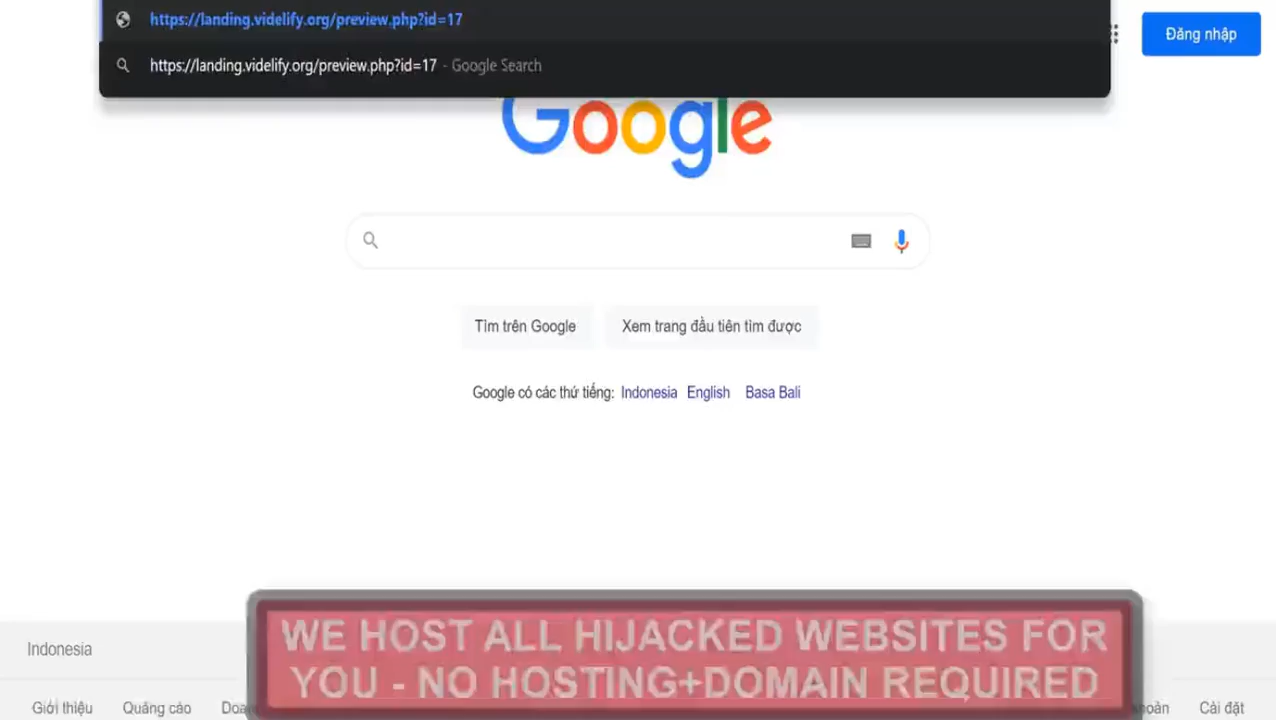 https://landing.videlify.org/preview.php?id=17
https://landing.videlify.org/preview.php?id=17 - Google Search
Đăng nhập
Google
Tìm trên Google
Xem trang đầu tiên tìm được
Google có các thứ tiếng: Indonesia English Basa Bali
WE HOST ALL HIJACKED WEBSITES FOR
YOU - NO HOSTING+DOMAIN REQUIRED
Indonesia
Giới thiệu Quảng cáo Cài đặt